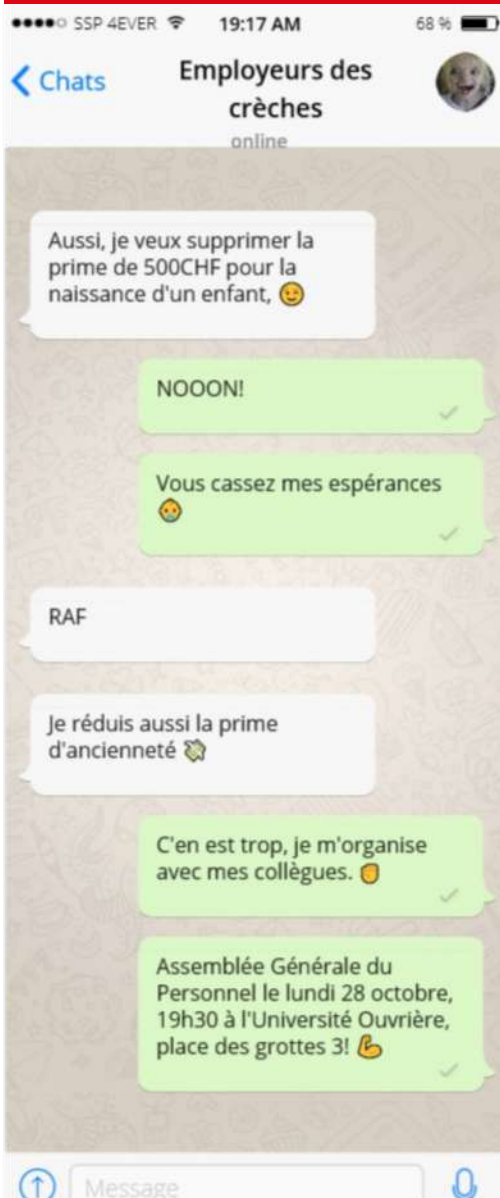 SSP 4EVER 19:17 AM 68 %
Chats
Employeurs des
crèches
online
Aussi, je veux supprimer la
prime de 500CHF pour la
naissance d'un enfant, 😉
NOOON!
Vous cassez mes espérances
👶
RAF
Je réduis aussi la prime
d'ancienneté 💸
C'en est trop, je m'organise
avec mes collègues. ✊
Assemblée Générale du
Personnel le lundi 28 octobre,
19h30 à l'Université Ouvrière,
place des grottes 3! 💪
Message